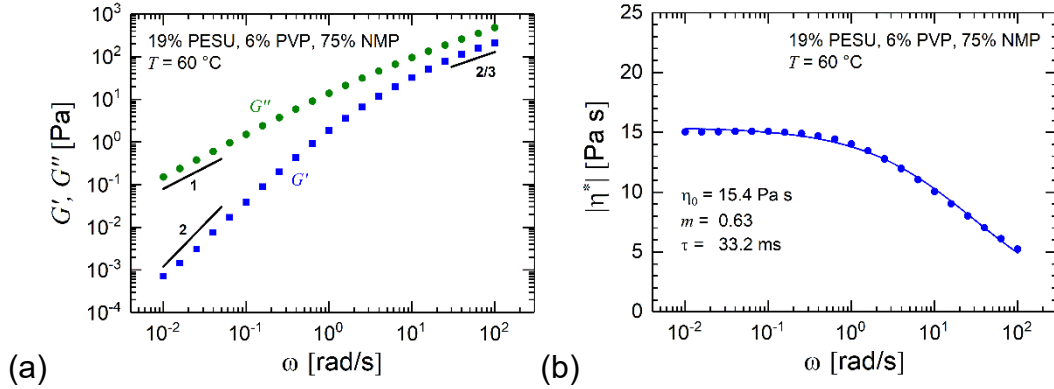 19% PESU, 6% PVP, 75% NMP
T = 60 °C
G′, G″ [Pa]
10³
10²
10¹
10⁰
10⁻¹
10⁻²
10⁻³
10⁻⁴
G″
G′
1
2
2/3
10⁻² 10⁻¹ 10⁰ 10¹ 10²
ω [rad/s]
(a)
19% PESU, 6% PVP, 75% NMP
T = 60 °C
|η*| [Pa s]
25
20
15
10
5
0
η₀ = 15.4 Pa s
m = 0.63
τ = 33.2 ms
10⁻² 10⁻¹ 10⁰ 10¹ 10²
ω [rad/s]
(b)